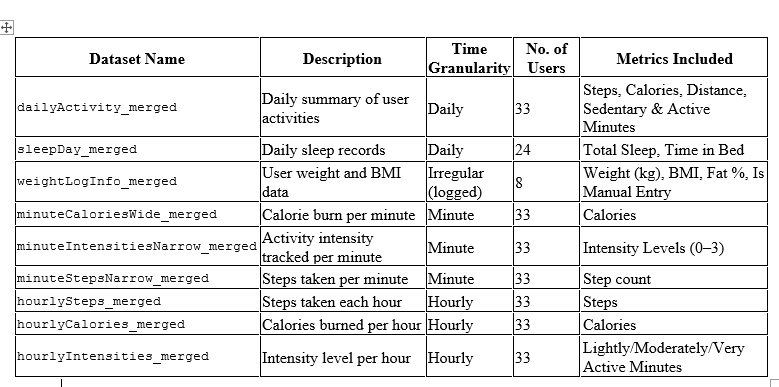 Dataset Name Description Time Granularity No. of Users Metrics Included
dailyActivity_merged Daily summary of user activities Daily 33 Steps, Calories, Distance, Sedentary & Active Minutes
sleepDay_merged Daily sleep records Daily 24 Total Sleep, Time in Bed
weightLogInfo_merged User weight and BMI data Irregular (logged) 8 Weight (kg), BMI, Fat %, Is Manual Entry
minuteCaloriesWide_merged Calorie burn per minute Minute 33 Calories
minuteIntensitiesNarrow_merged Activity intensity tracked per minute Minute 33 Intensity Levels (0–3)
minuteStepsNarrow_merged Steps taken per minute Minute 33 Step count
hourlySteps_merged Steps taken each hour Hourly 33 Steps
hourlyCalories_merged Calories burned per hour Hourly 33 Calories
hourlyIntensities_merged Intensity level per hour Hourly 33 Lightly/Moderately/Very Active Minutes